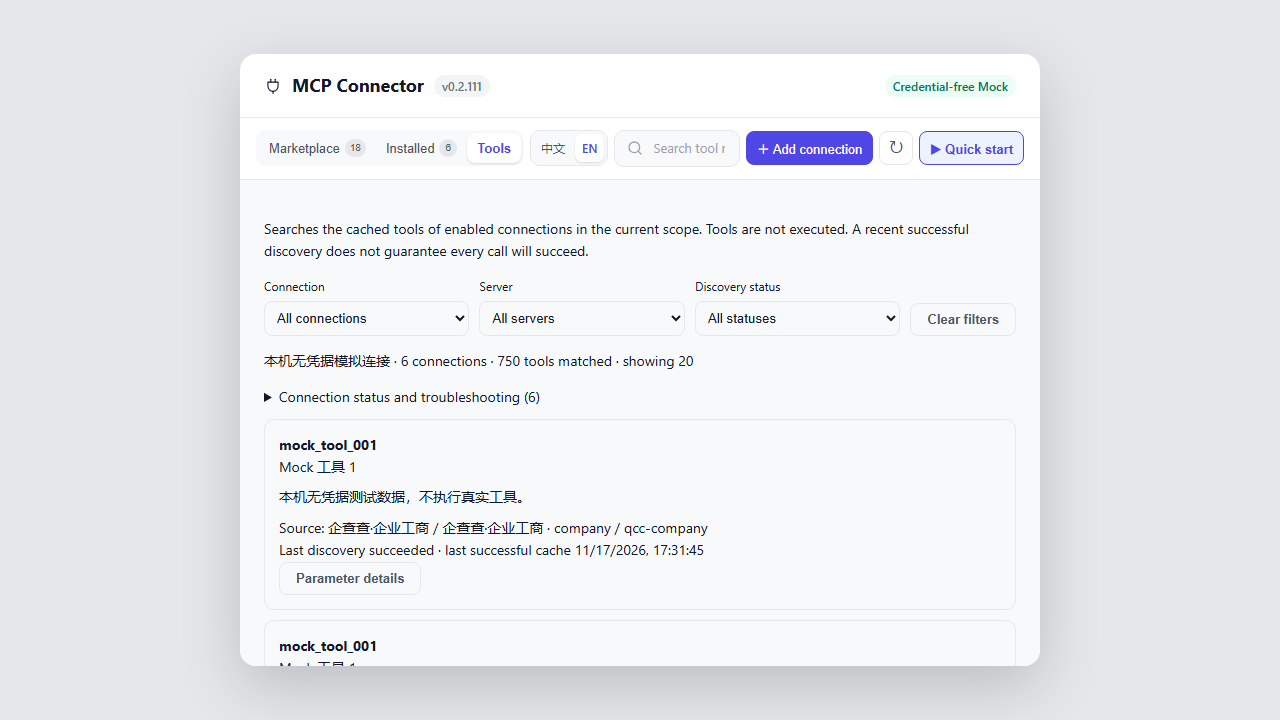 MCP Connector v0.2.111 Credential-free Mock
Marketplace 18 Installed 6 Tools 中文 EN Search tool + Add connection ↻ ▶ Quick start
Searches the cached tools of enabled connections in the current scope. Tools are not executed. A recent successful
discovery does not guarantee every call will succeed.
Connection Server Discovery status
All connections All servers All statuses Clear filters
本机无凭据模拟连接 · 6 connections · 750 tools matched · showing 20
▶ Connection status and troubleshooting (6)
mock_tool_001
Mock 工具 1
本机无凭据测试数据，不执行真实工具。
Source: 企查查·企业工商 / 企查查·企业工商 · company / qcc-company
Last discovery succeeded · last successful cache 11/17/2026, 17:31:45
Parameter details
mock_tool_001
Mock 工具 1